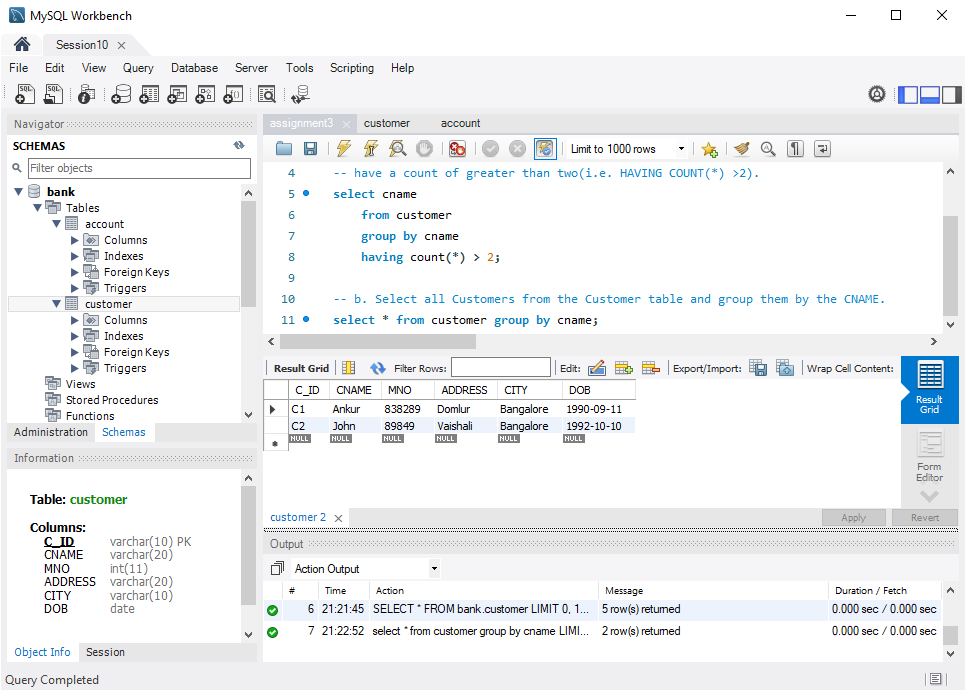 MySQL Workbench
Session10
File Edit View Query Database Server Tools Scripting Help
Navigator
SCHEMAS
Filter objects
bank
Tables
account
Columns
Indexes
Foreign Keys
Triggers
customer
Columns
Indexes
Foreign Keys
Triggers
Views
Stored Procedures
Functions
Administration Schemas
Information
Table: customer
Columns:
C_ID varchar(10) PK
CNAME varchar(20)
MNO int(11)
ADDRESS varchar(20)
CITY varchar(10)
DOB date
Object Info Session
assignment3 customer account
Limit to 1000 rows
4 -- have a count of greater than two(i.e. HAVING COUNT(*) >2).
5 select cname
6 from customer
7 group by cname
8 having count(*) > 2;
9
10 -- b. Select all Customers from the Customer table and group them by the CNAME.
11 select * from customer group by cname;
Result Grid Filter Rows: Edit: Export/Import: Wrap Cell Content:
C_ID CNAME MNO ADDRESS CITY DOB
C1 Ankur 838289 Domlur Bangalore 1990-09-11
C2 John 89849 Vaishali Bangalore 1992-10-10
NULL NULL NULL NULL NULL NULL
Result
Grid
Form
Editor
customer 2 Apply Revert
Output
Action Output
# Time Action Message Duration / Fetch
6 21:21:45 SELECT * FROM bank.customer LIMIT 0, 1... 5 row(s) returned 0.000 sec / 0.000 sec
7 21:22:52 select * from customer group by cname LIMI... 2 row(s) returned 0.000 sec / 0.000 sec
Query Completed